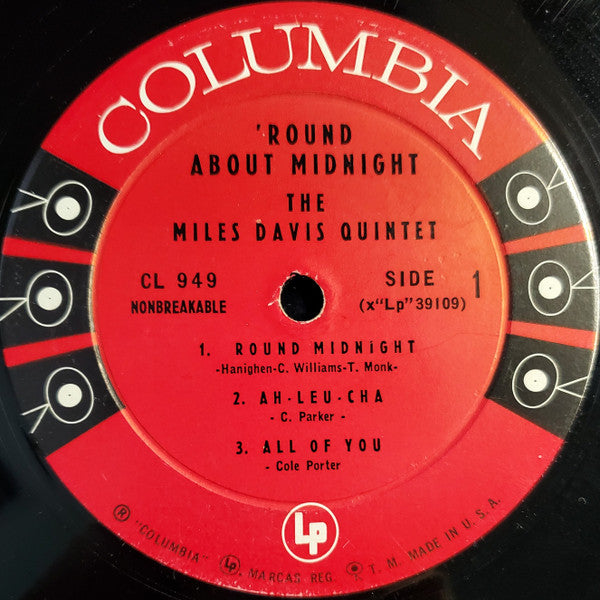 COLUMBIA
'ROUND
ABOUT MIDNIGHT
THE
MILES DAVIS QUINTET
CL 949
NONBREAKABLE
SIDE 1
(x"Lp"39109)
1. ROUND MIDNiGHT
-Hanighen-C. Williams-T. Monk-
2. AH-LEU-CHA
- C. Parker -
3. ALL OF YOU
- Cole Porter
Lp
® "COLUMBIA" Lp MARCAS REG. T. M. MADE IN U. S. A.